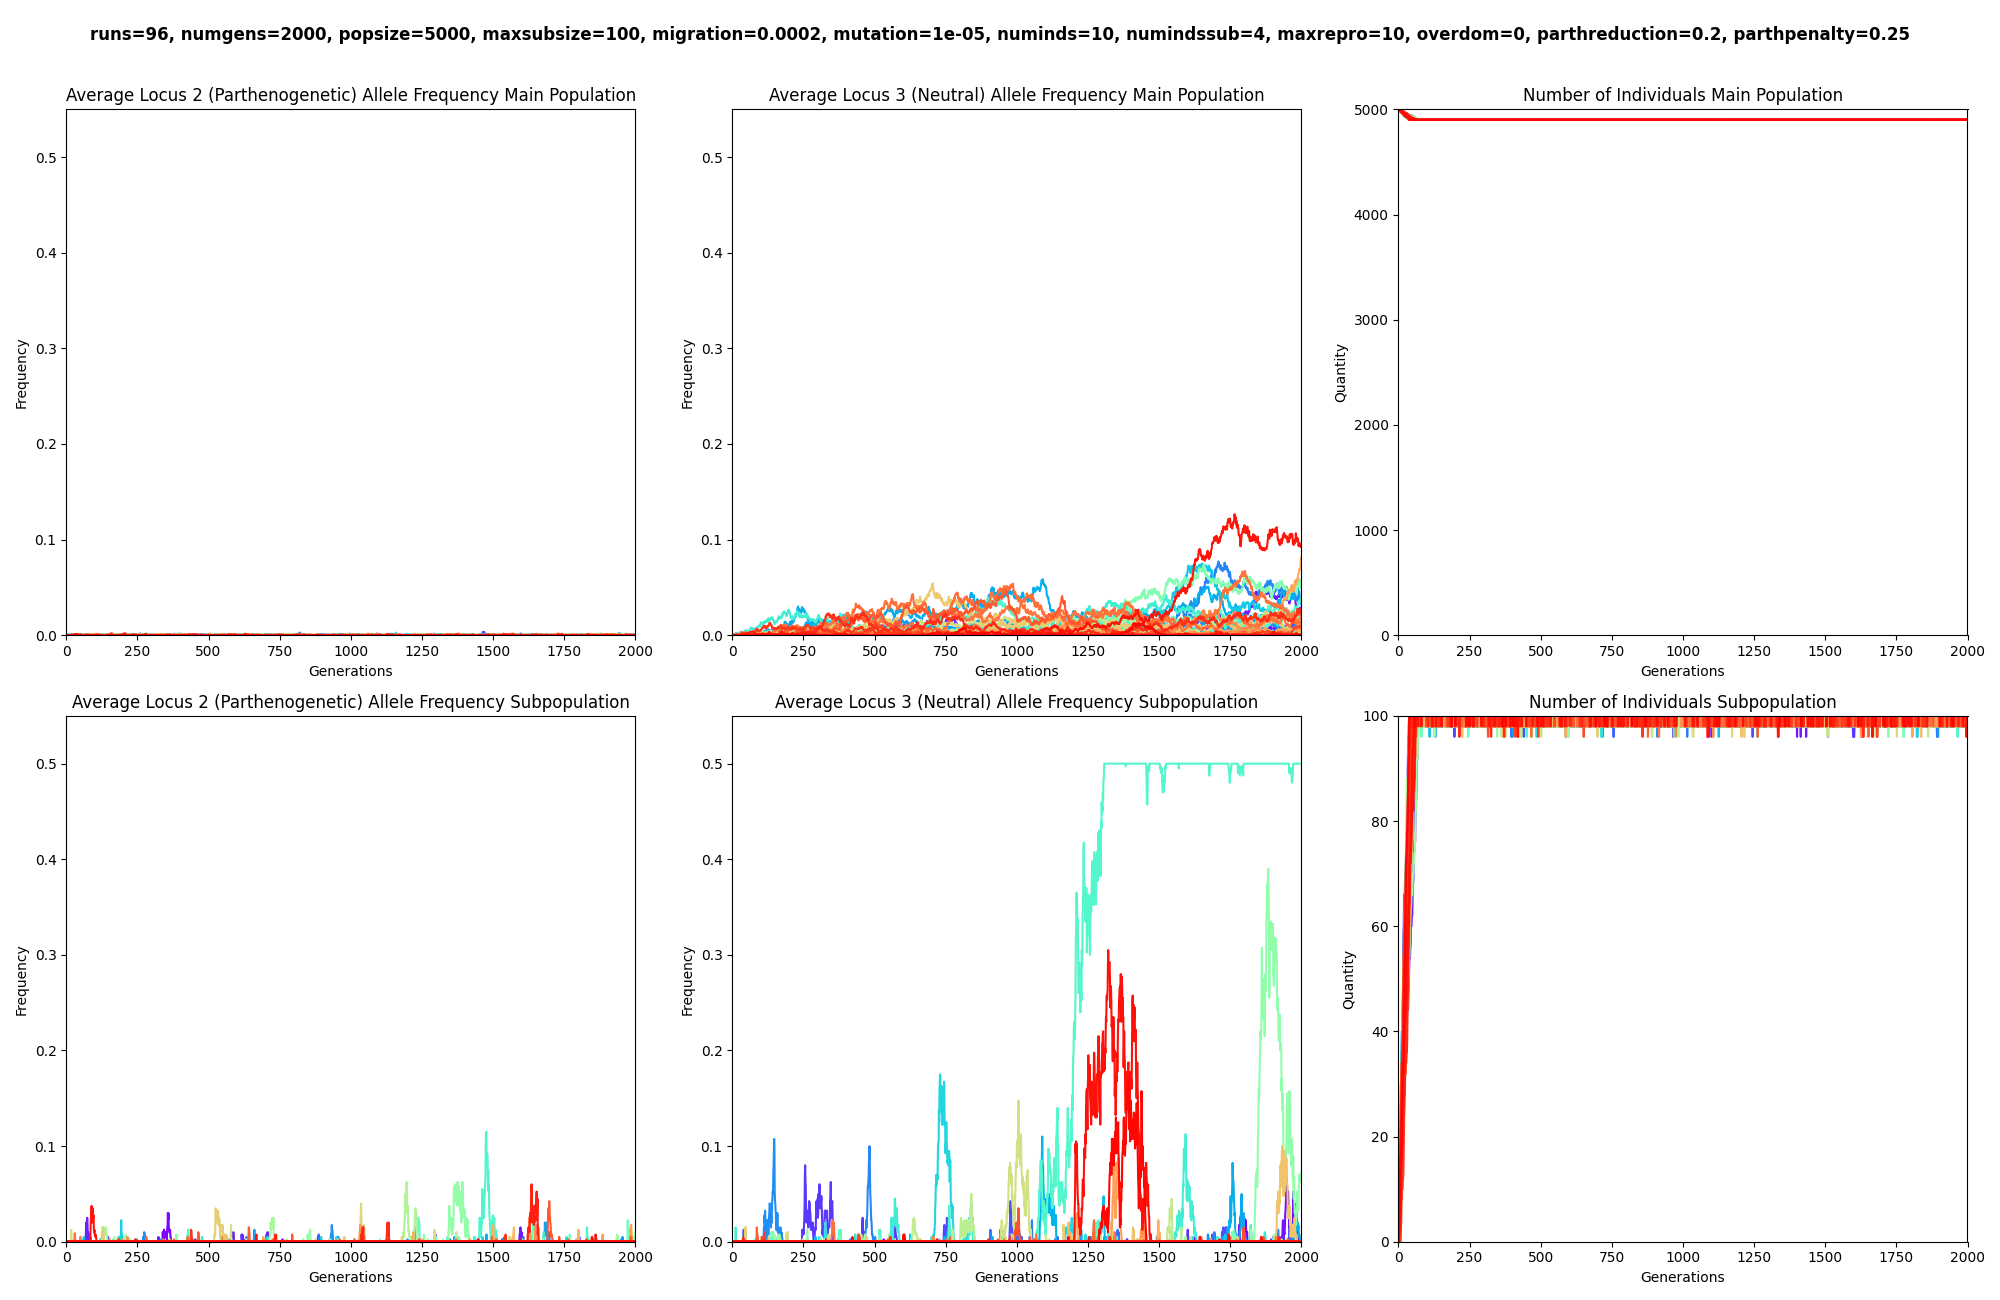 runs=96, numgens=2000, popsize=5000, maxsubsize=100, migration=0.0002, mutation=1e-05, numinds=10, numindssub=4, maxrepro=10, overdom=0, parthreduction=0.2, parthpenalty=0.25
Average Locus 2 (Parthenogenetic) Allele Frequency Main Population
Frequency
0.5
0.4
0.3
0.2
0.1
0.0
0 250 500 750 1000 1250 1500 1750 2000
Generations
Average Locus 3 (Neutral) Allele Frequency Main Population
Frequency
0.5
0.4
0.3
0.2
0.1
0.0
0 250 500 750 1000 1250 1500 1750 2000
Generations
Number of Individuals Main Population
Quantity
5000
4000
3000
2000
1000
0
0 250 500 750 1000 1250 1500 1750 2000
Generations
Average Locus 2 (Parthenogenetic) Allele Frequency Subpopulation
Frequency
0.5
0.4
0.3
0.2
0.1
0.0
0 250 500 750 1000 1250 1500 1750 2000
Generations
Average Locus 3 (Neutral) Allele Frequency Subpopulation
Frequency
0.5
0.4
0.3
0.2
0.1
0.0
0 250 500 750 1000 1250 1500 1750 2000
Generations
Number of Individuals Subpopulation
Quantity
100
80
60
40
20
0
0 250 500 750 1000 1250 1500 1750 2000
Generations